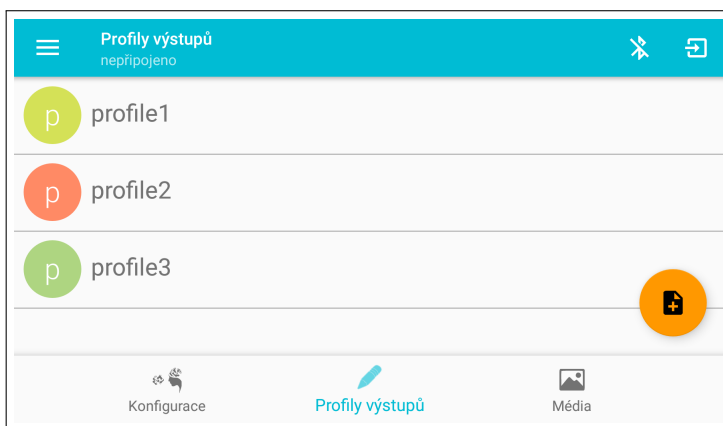 Profily výstupů
nepřipojeno
p profile1
p profile2
p profile3
Konfigurace Profily výstupů Média